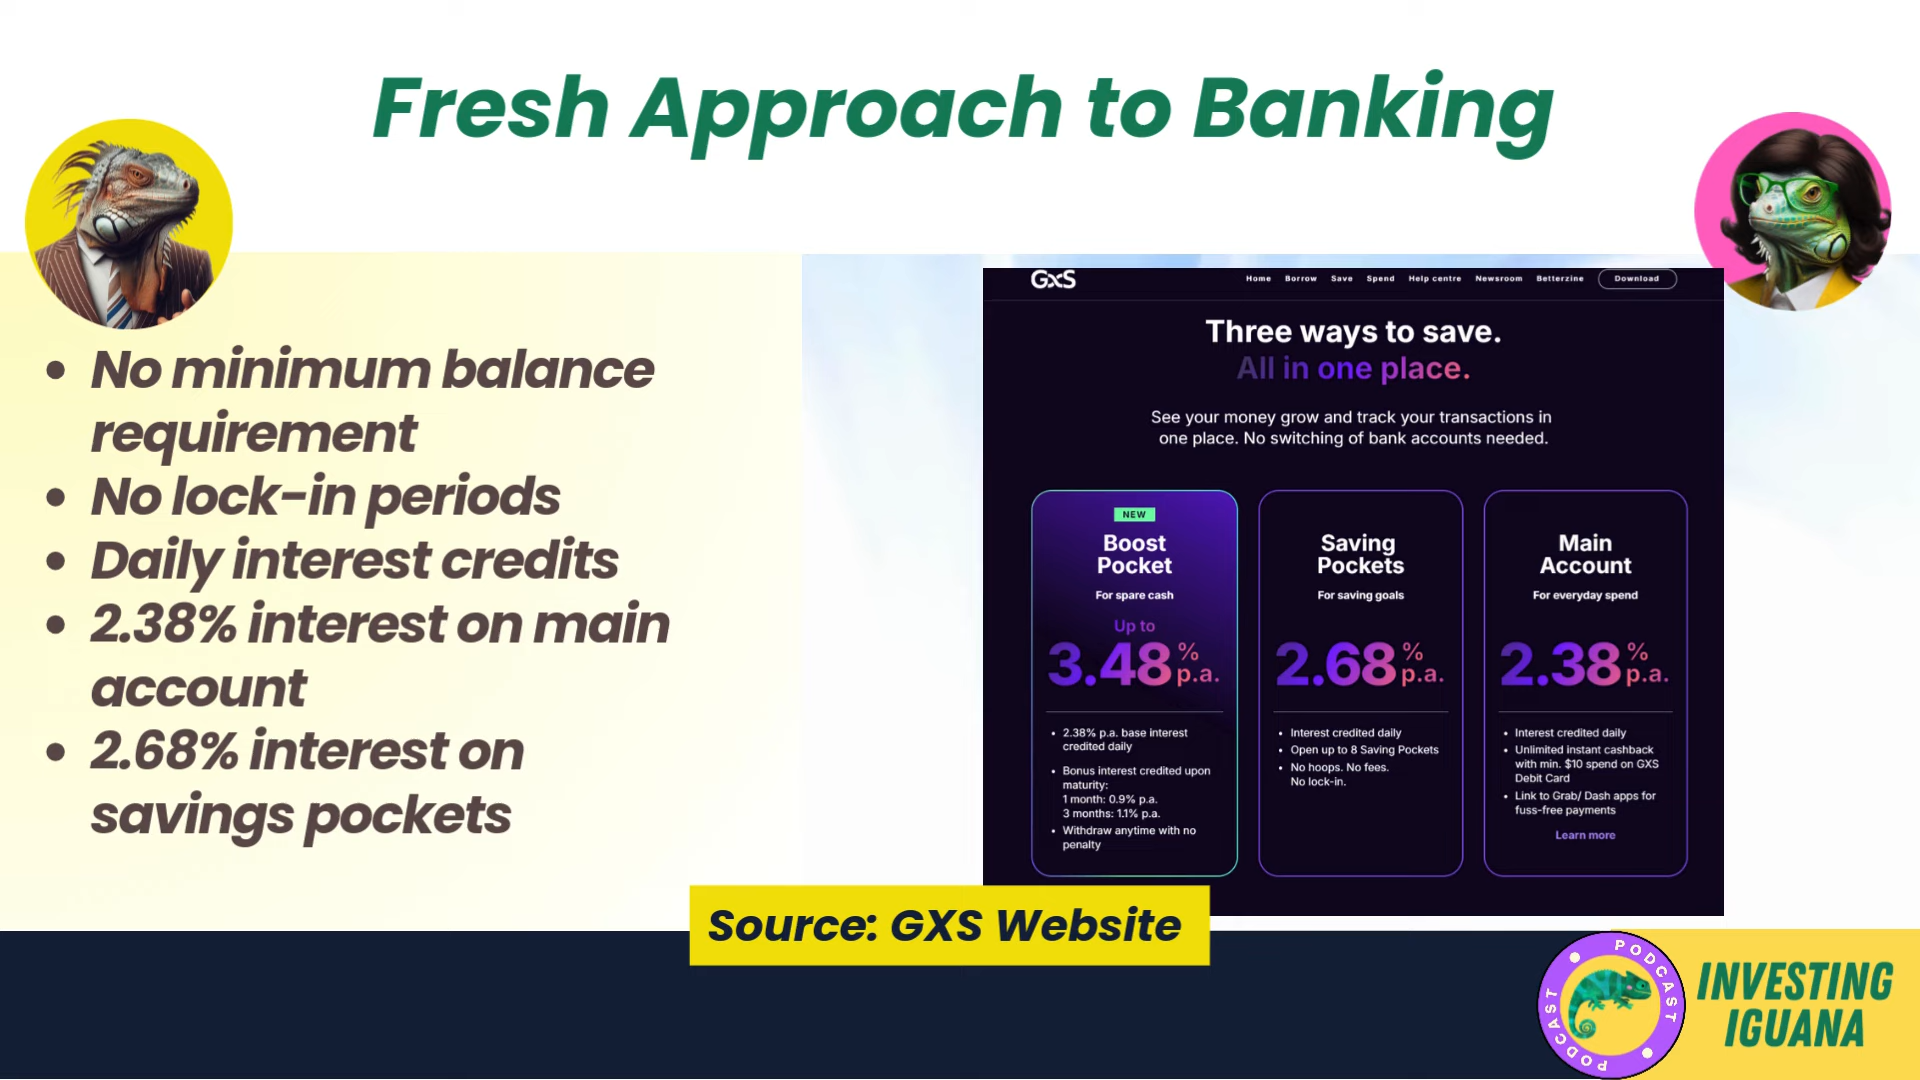 Fresh Approach to Banking
• No minimum balance
requirement
• No lock-in periods
• Daily interest credits
• 2.38% interest on main
account
• 2.68% interest on
savings pockets
GXS
Home Borrow Save Spend Help centre Newsroom Betterzine Download
Three ways to save.
All in one place.
See your money grow and track your transactions in
one place. No switching of bank accounts needed.
NEW
Boost
Pocket
For spare cash
Up to
3.48% p.a.
• 2.38% p.a. base interest
credited daily
• Bonus interest credited upon
maturity:
1 month: 0.9% p.a.
3 months: 1.1% p.a.
• Withdraw anytime with no
penalty
Saving
Pockets
For saving goals
2.68% p.a.
• Interest credited daily
• Open up to 8 Saving Pockets
• No hoops. No fees.
No lock-in.
Main
Account
For everyday spend
2.38% p.a.
• Interest credited daily
• Unlimited instant cashback
with min. $10 spend on GXS
Debit Card
• Link to Grab/ Dash apps for
fuss-free payments
Learn more
Source: GXS Website
PODCAST
PODCAST
PODCAST
INVESTING
IGUANA